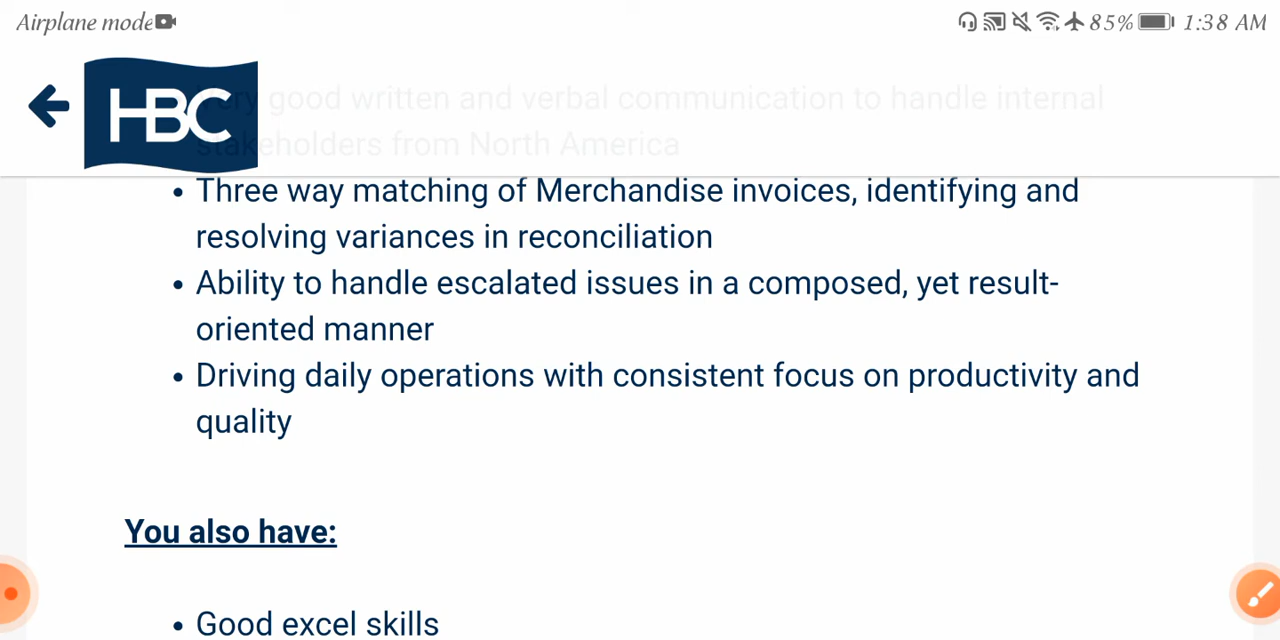 Airplane mode
85%
1:38 AM
HBC
good written and verbal communication to handle internal
stakeholders from North America
• Three way matching of Merchandise invoices, identifying and
resolving variances in reconciliation
• Ability to handle escalated issues in a composed, yet result-
oriented manner
• Driving daily operations with consistent focus on productivity and
quality
You also have:
• Good excel skills